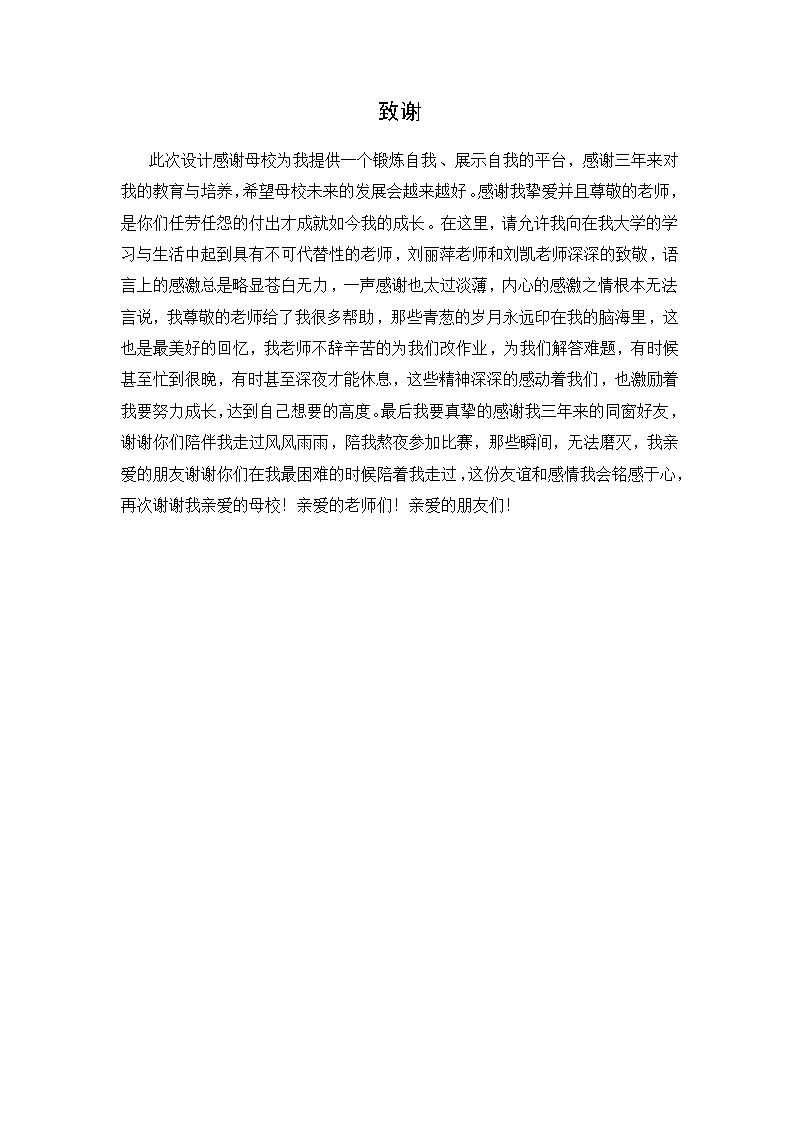 致谢
此次设计感谢母校为我提供一个锻炼自我、展示自我的平台，感谢三年来对
我的教育与培养，希望母校未来的发展会越来越好。感谢我挚爱并且尊敬的老师，
是你们任劳任怨的付出才成就如今我的成长。在这里，请允许我向在我大学的学
习与生活中起到具有不可代替性的老师，刘丽萍老师和刘凯老师深深的致敬，语
言上的感激总是略显苍白无力，一声感谢也太过淡薄，内心的感激之情根本无法
言说，我尊敬的老师给了我很多帮助，那些青葱的岁月永远印在我的脑海里，这
也是最美好的回忆，我老师不辞辛苦的为我们改作业，为我们解答难题，有时候
甚至忙到很晚，有时甚至深夜才能休息，这些精神深深的感动着我们，也激励着
我要努力成长，达到自己想要的高度。最后我要真挚的感谢我三年来的同窗好友，
谢谢你们陪伴我走过风风雨雨，陪我熬夜参加比赛，那些瞬间，无法磨灭，我亲
爱的朋友谢谢你们在我最困难的时候陪着我走过，这份友谊和感情我会铭感于心，
再次谢谢我亲爱的母校！亲爱的老师们！亲爱的朋友们！